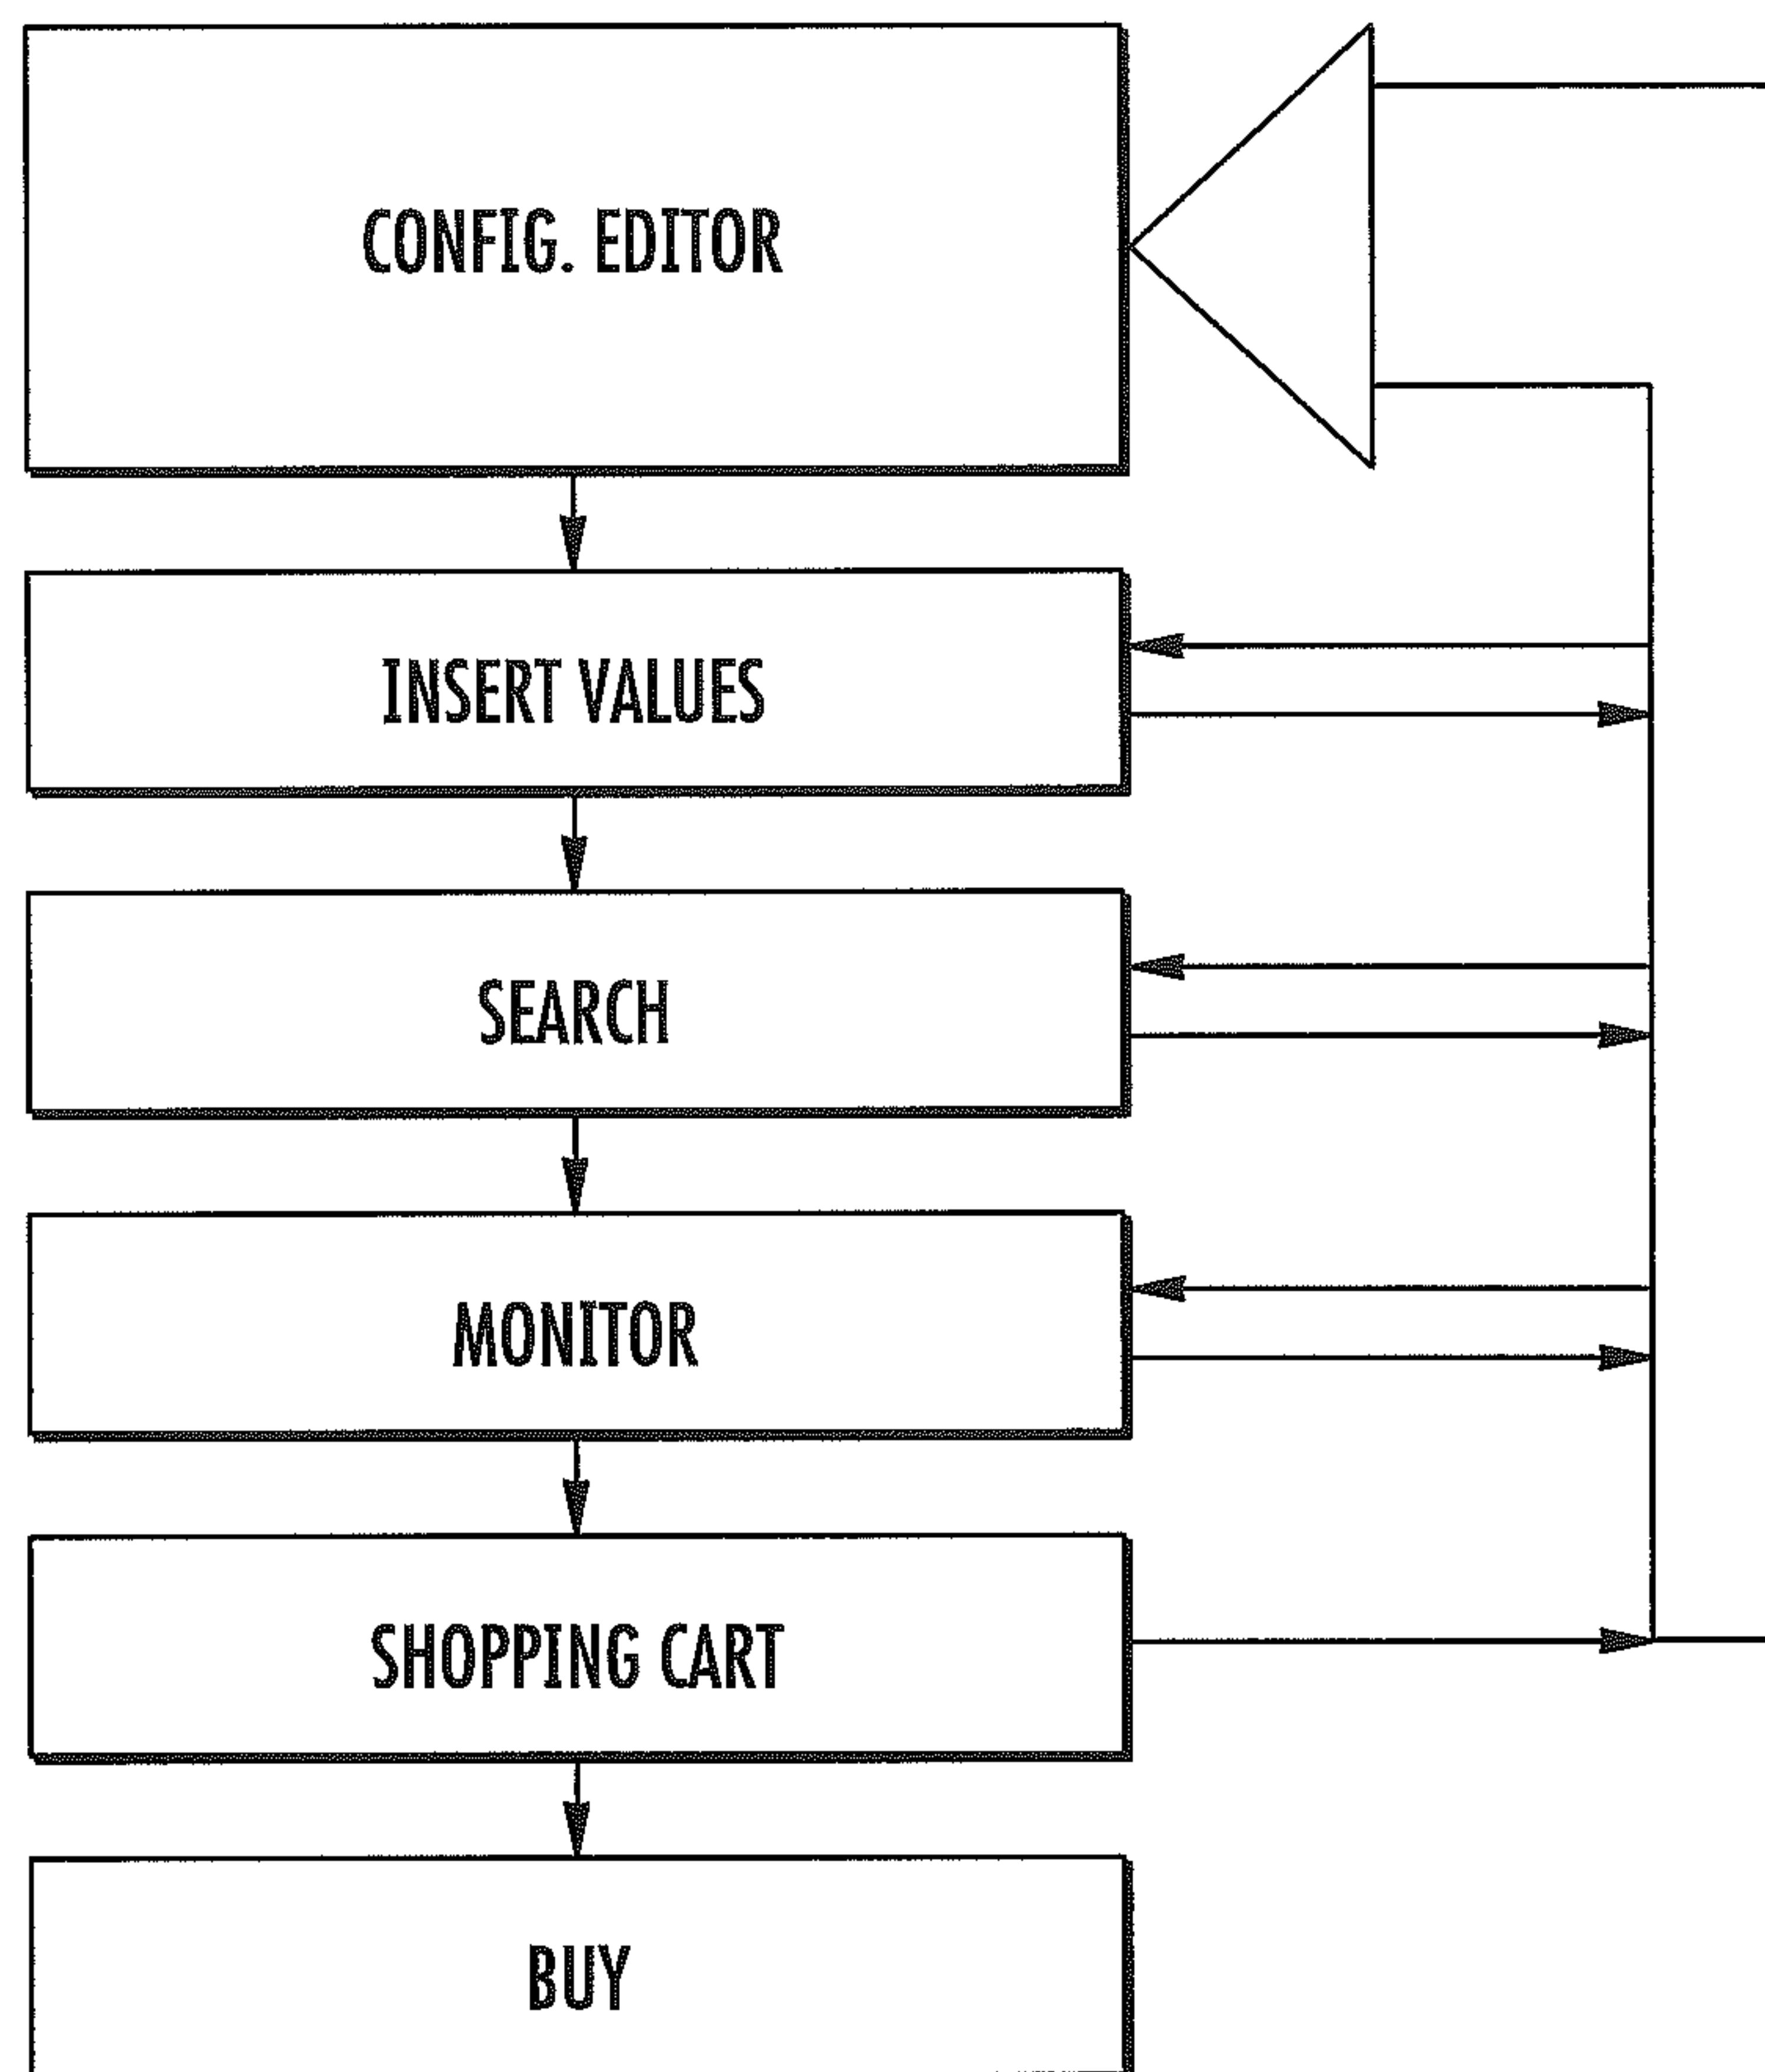 CONFIG. EDITOR
INSERT VALUES
SEARCH
MONITOR
SHOPPING CART
BUY